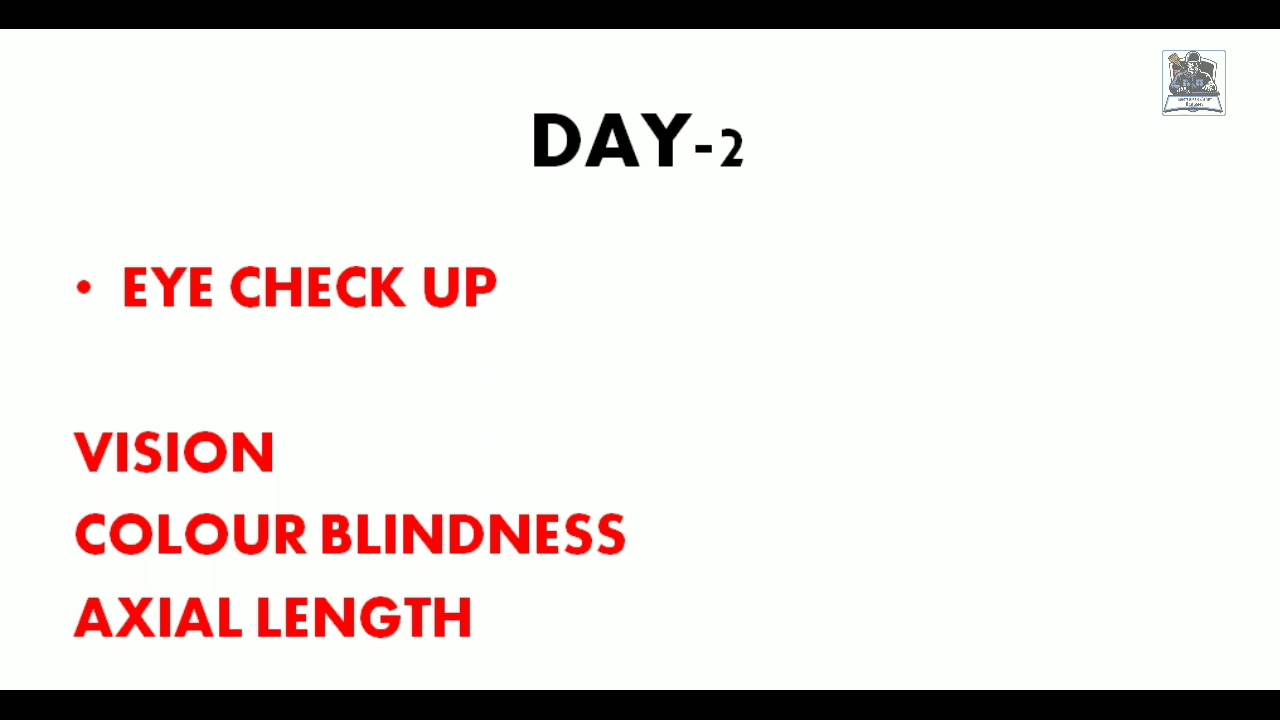 DAY-2
• EYE CHECK UP
VISION
COLOUR BLINDNESS
AXIAL LENGTH